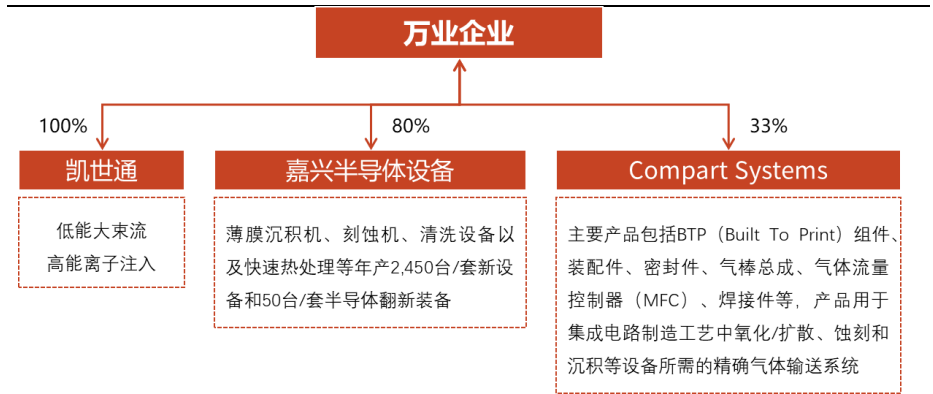 万业企业
100%
80%
33%
凯世通
嘉兴半导体设备
Compart Systems
低能大束流
高能离子注入
薄膜沉积机、刻蚀机、清洗设备以
及快速热处理等年产2,450台/套新设
备和50台/套半导体翻新装备
主要产品包括BTP（Built To Print）组件、
装配件、密封件、气棒总成、气体流量
控制器（MFC）、焊接件等，产品用于
集成电路制造工艺中氧化/扩散、蚀刻和
沉积等设备所需的精确气体输送系统